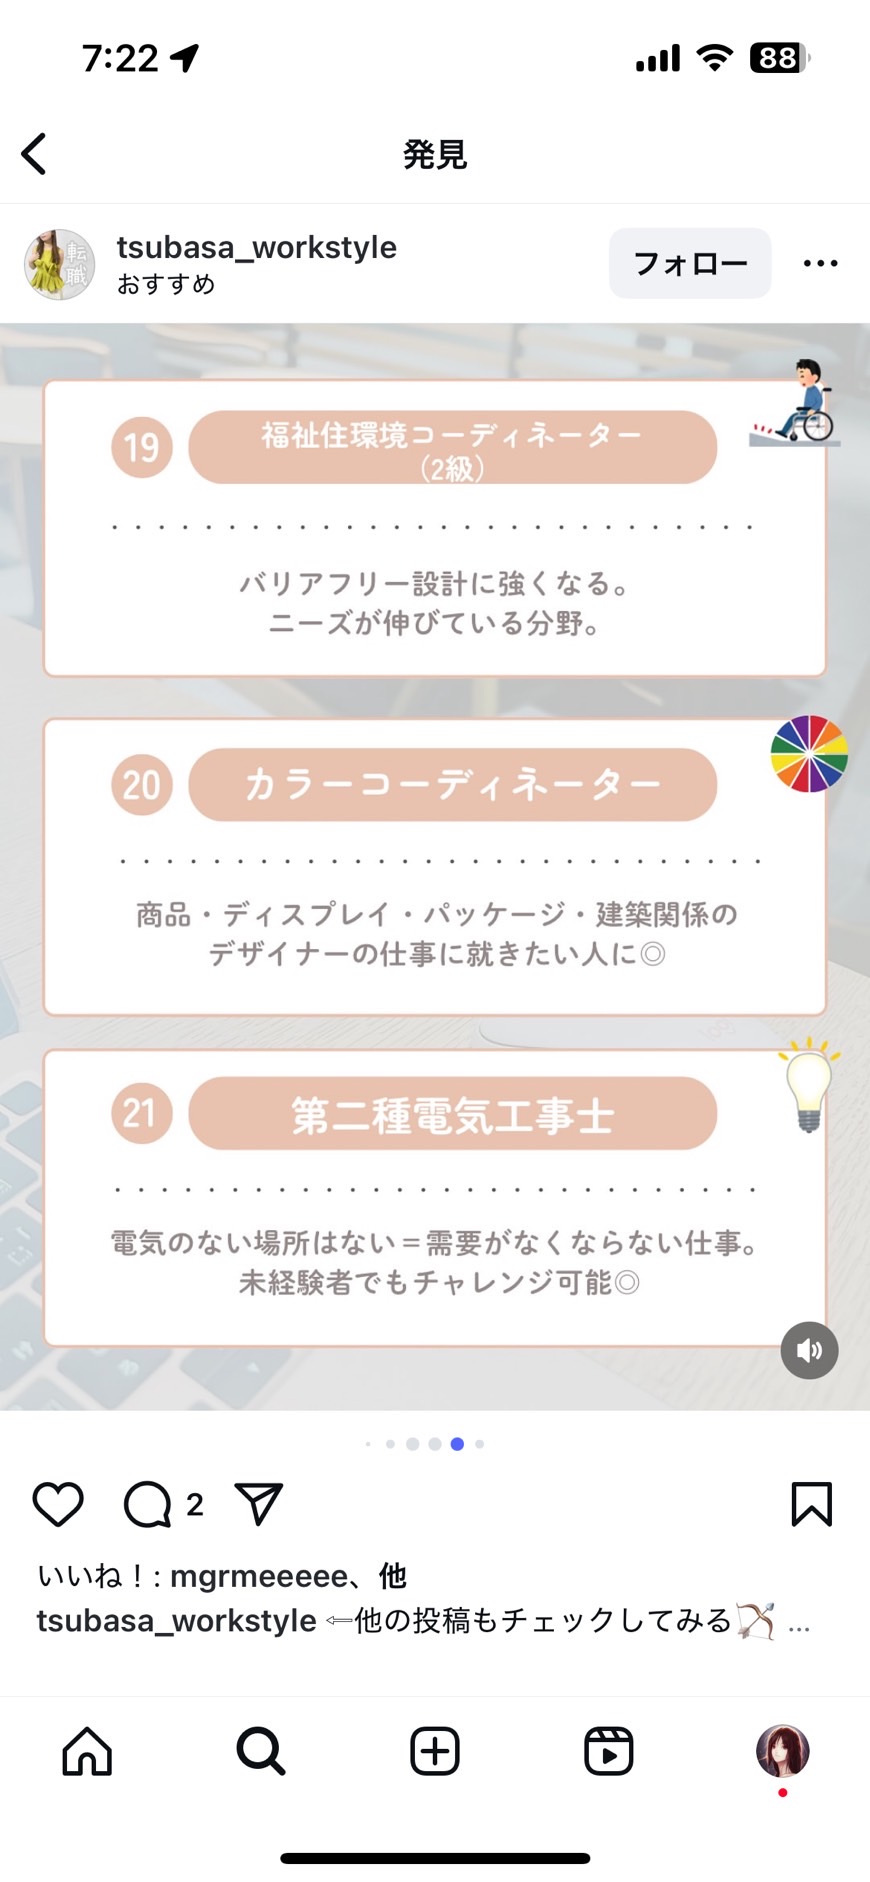 7:22
88
発見
tsubasa_workstyle
おすすめ
フォロー
転
職
19
福祉住環境コーディネーター
（2級）
バリアフリー設計に強くなる。
ニーズが伸びている分野。
20
カラーコーディネーター
商品・ディスプレイ・パッケージ・建築関係の
デザイナーの仕事に就きたい人に◎
21
第二種電気工事士
電気のない場所はない＝需要がなくならない仕事。
未経験者でもチャレンジ可能◎
2
いいね！: mgrmeeeee、他
tsubasa_workstyle ⇐他の投稿もチェックしてみる🏹 ...